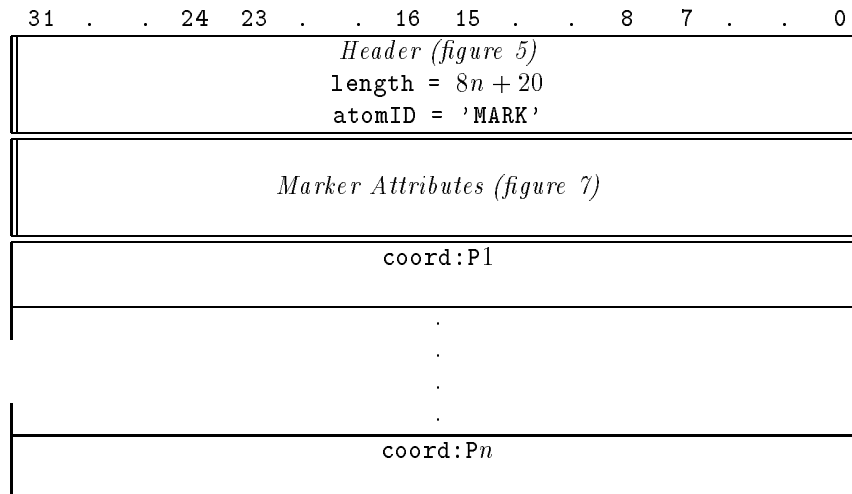 31 . . 24 23 . . 16 15 . . 8 7 . . 0
Header (figure 5)
length = 8n + 20
atomID = 'MARK'
Marker Attributes (figure 7)
coord:P1
.
.
.
.
coord:Pn